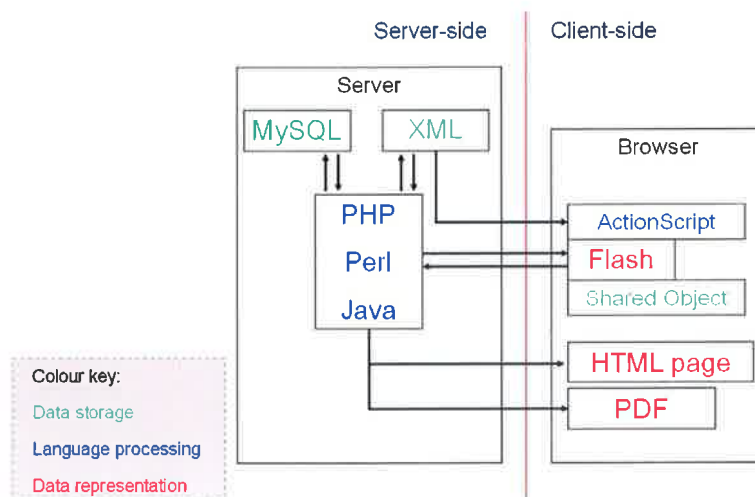 Server-side
Client-side
Server
MySQL
XML
PHP
Perl
Java
Browser
ActionScript
Flash
Shared Object
HTML page
PDF
Colour key:
Data storage
Language processing
Data representation